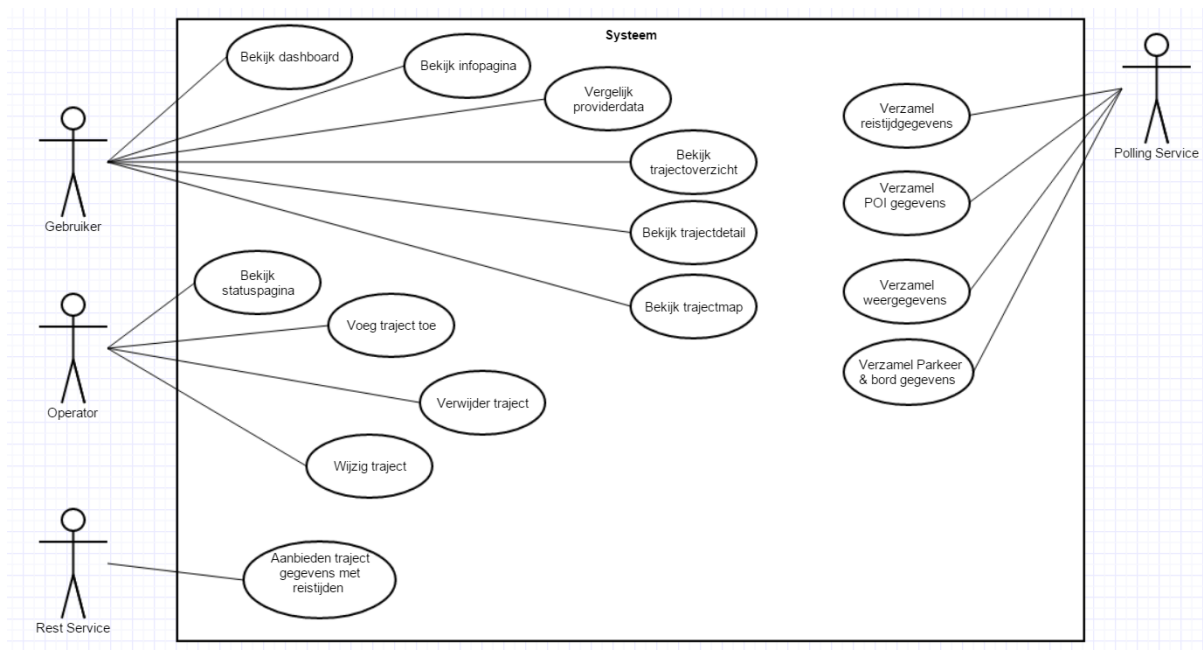 Systeem
Bekijk dashboard
Bekijk infopagina
Vergelijk
providerdata
Bekijk
trajectoverzicht
Bekijk trajectdetail
Bekijk trajectmap
Gebruiker
Bekijk
statuspagina
Voeg traject toe
Verwijder traject
Wijzig traject
Operator
Aanbieden traject
gegevens met
reistijden
Rest Service
Verzamel
reistijdgegevens
Verzamel
POI gegevens
Verzamel
weergegevens
Verzamel Parkeer
& bord gegevens
Polling Service